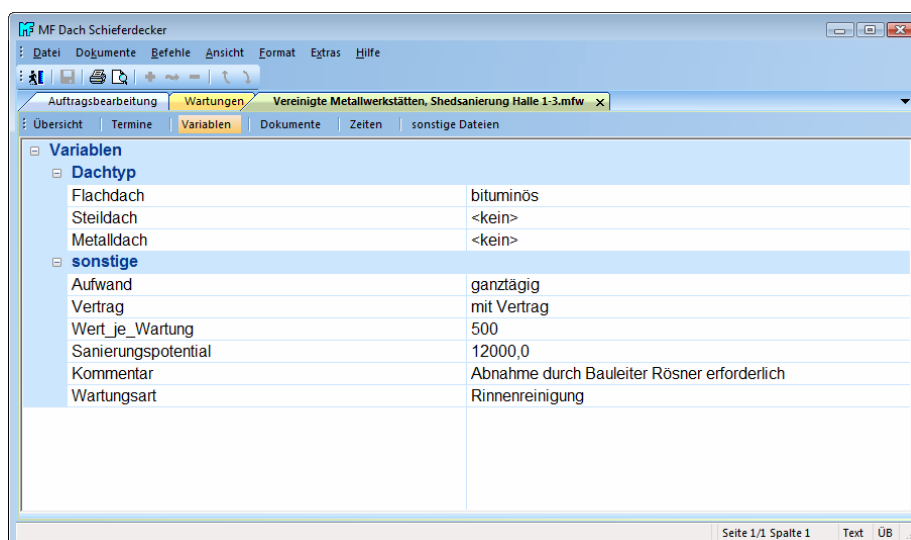 MF Dach Schieferdecker
Datei Dokumente Befehle Ansicht Format Extras Hilfe
Auftragsbearbeitung Wartungen Vereinigte Metallwerkstätten, Shedsanierung Halle 1-3.mfw x
Übersicht Termine Variablen Dokumente Zeiten sonstige Dateien
Variablen
Dachtyp
Flachdach bituminös
Steildach <kein>
Metalldach <kein>
sonstige
Aufwand ganztägig
Vertrag mit Vertrag
Wert_je_Wartung 500
Sanierungspotential 12000,0
Kommentar Abnahme durch Bauleiter Rösner erforderlich
Wartungsart Rinnenreinigung
Seite 1/1 Spalte 1 Text ÜB